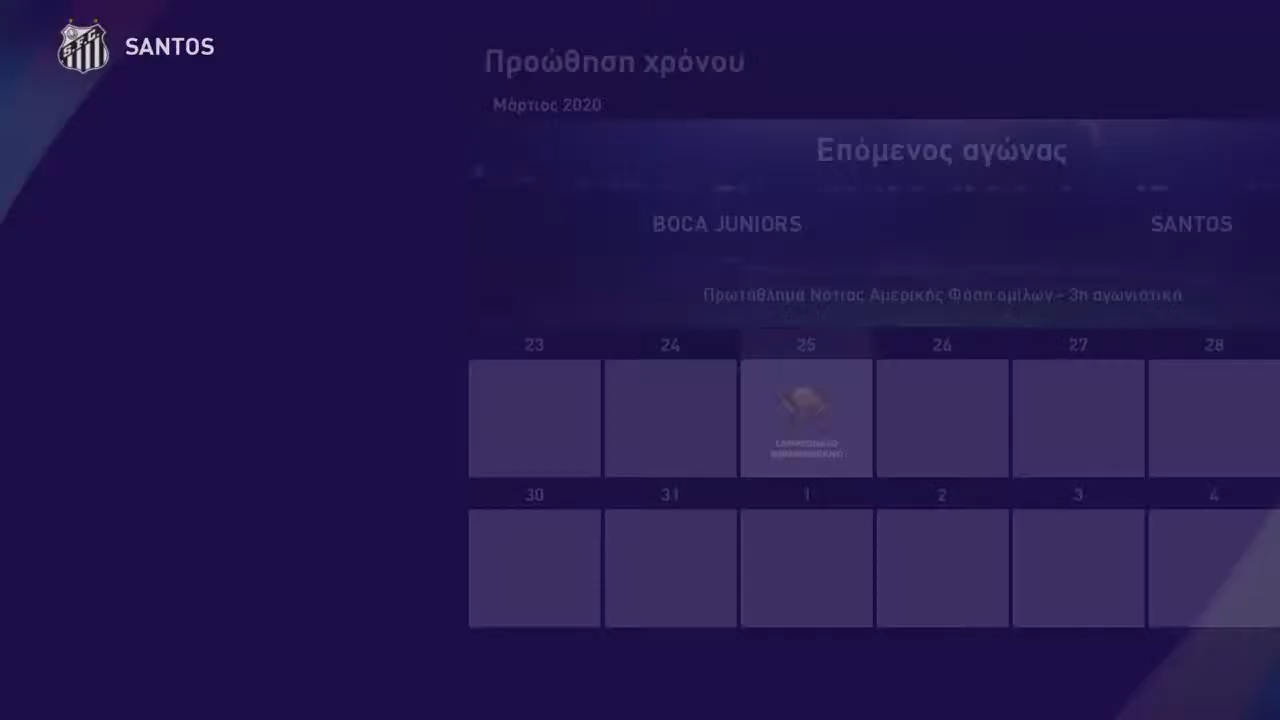 SANTOS
Προώθηση χρόνου
Μάρτιος 2020
Επόμενος αγώνας
BOCA JUNIORS SANTOS
Πρωτάθλημα Νότιας Αμερικής Φάση ομίλων - 3η αγωνιστική
23 24 25 26 27 28
30 31 1 2 3 4